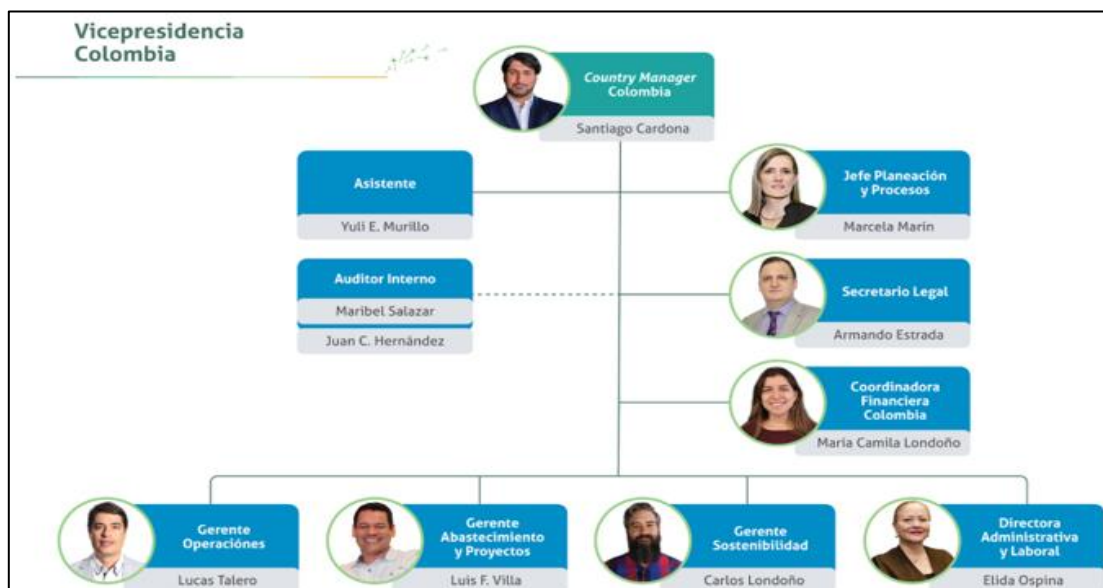 Vicepresidencia
Colombia
Country Manager
Colombia
Santiago Cardona
Asistente
Yuli E. Murillo
Jefe Planeación
y Procesos
Marcela Marín
Auditor Interno
Maribel Salazar
Juan C. Hernández
Secretario Legal
Armando Estrada
Coordinadora
Financiera
Colombia
Maria Camila Londoño
Gerente
Operaciónes
Lucas Talero
Gerente
Abastecimiento
y Proyectos
Luis F. Villa
Gerente
Sostenibilidad
Carlos Londoño
Directora
Administrativa
y Laboral
Elida Ospina